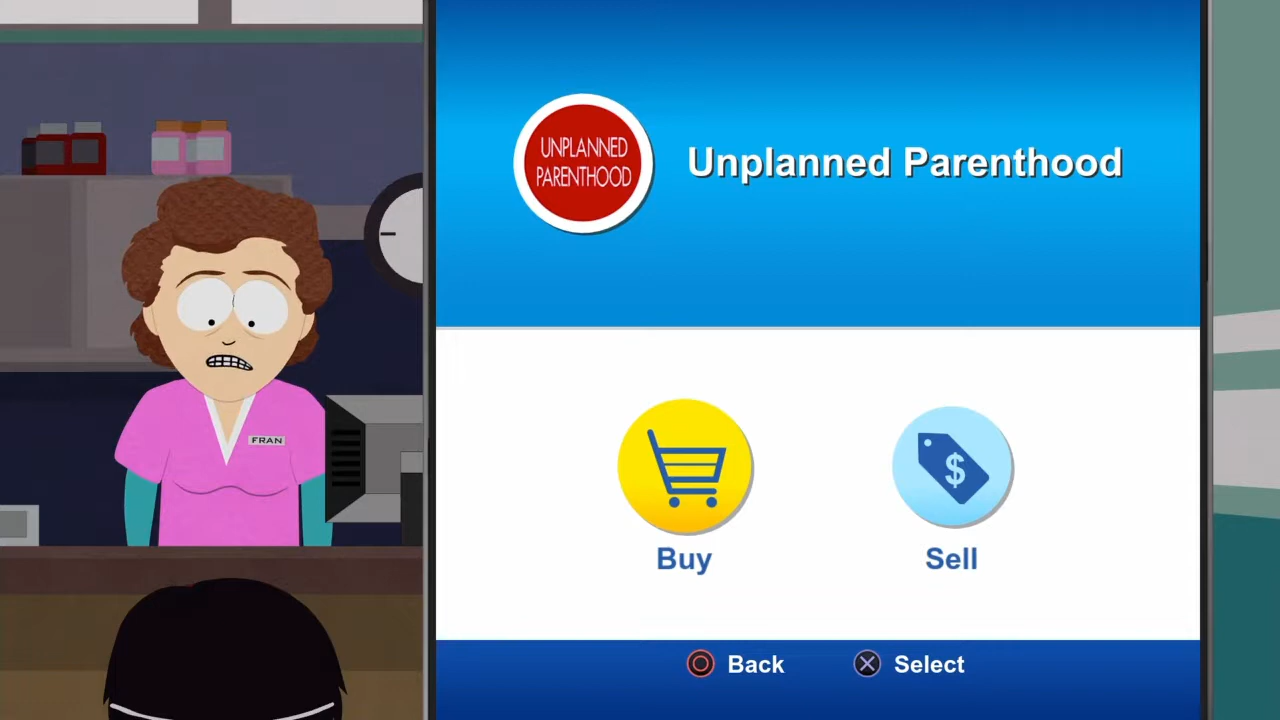 UNPLANNED
PARENTHOOD
Unplanned Parenthood
FRAN
$
Buy
Sell
Back
Select